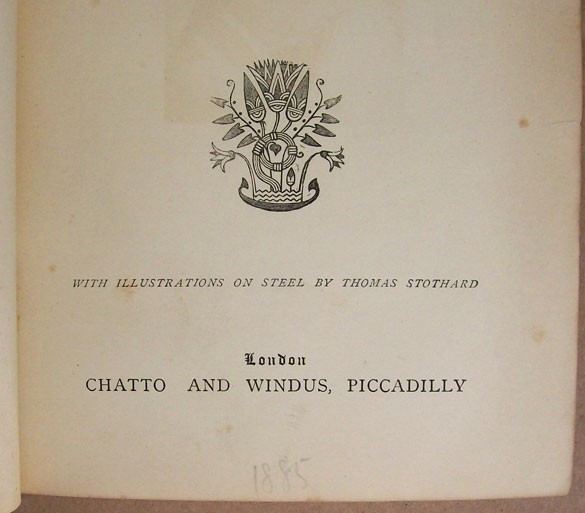 WITH ILLUSTRATIONS ON STEEL BY THOMAS STOTHARD
London
CHATTO AND WINDUS, PICCADILLY
1885